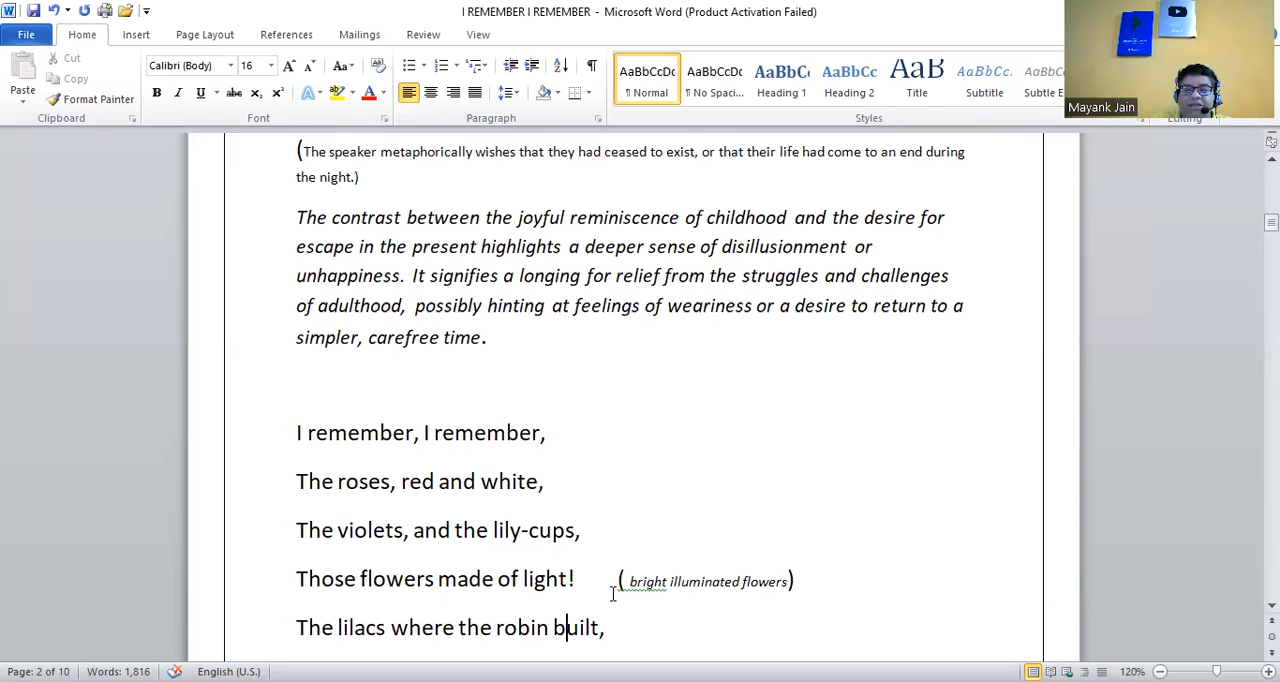 I REMEMBER I REMEMBER - Microsoft Word (Product Activation Failed)
File Home Insert Page Layout References Mailings Review View
Cut
Copy
Format Painter
Paste
Clipboard
Calibri (Body) 16
Font
Paragraph
AaBbCcDc AaBbCcDc AaBbC AaBbCc AaB AaBbCc. AaBbC
¶ Normal ¶ No Spaci... Heading 1 Heading 2 Title Subtitle Subtle E
Styles
Editing
Mayank Jain
(The speaker metaphorically wishes that they had ceased to exist, or that their life had come to an end during
the night.)
The contrast between the joyful reminiscence of childhood and the desire for
escape in the present highlights a deeper sense of disillusionment or
unhappiness. It signifies a longing for relief from the struggles and challenges
of adulthood, possibly hinting at feelings of weariness or a desire to return to a
simpler, carefree time.
I remember, I remember,
The roses, red and white,
The violets, and the lily-cups,
Those flowers made of light! ( bright illuminated flowers)
The lilacs where the robin built,
Page: 2 of 10 Words: 1,816 English (U.S.) 120%